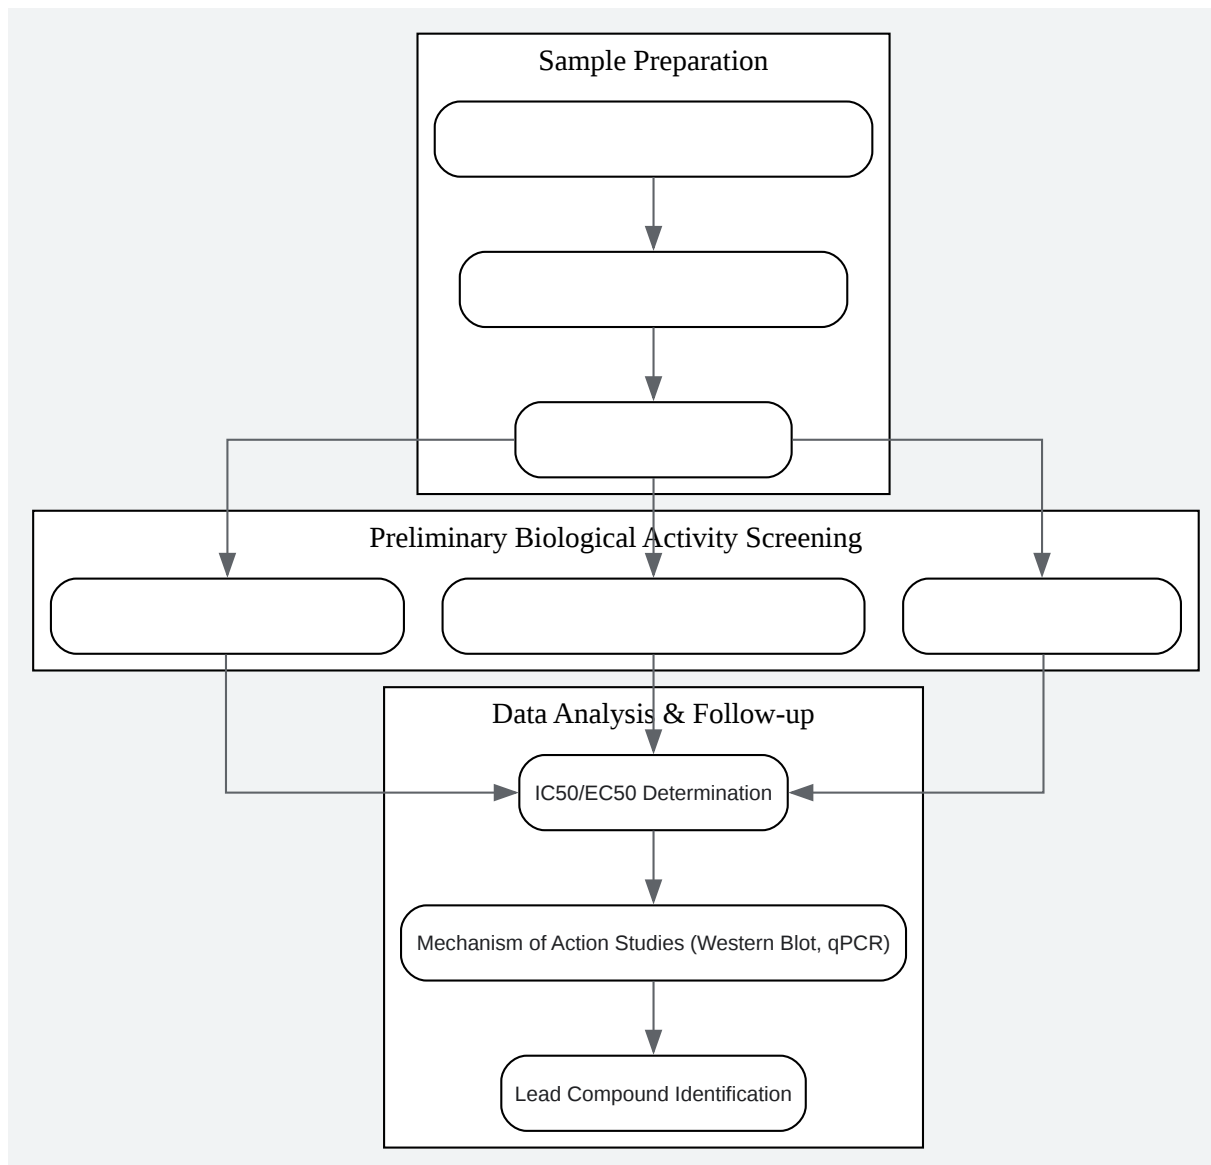 Sample Preparation
Preliminary Biological Activity Screening
Data Analysis & Follow-up
IC50/EC50 Determination
Mechanism of Action Studies (Western Blot, qPCR)
Lead Compound Identification